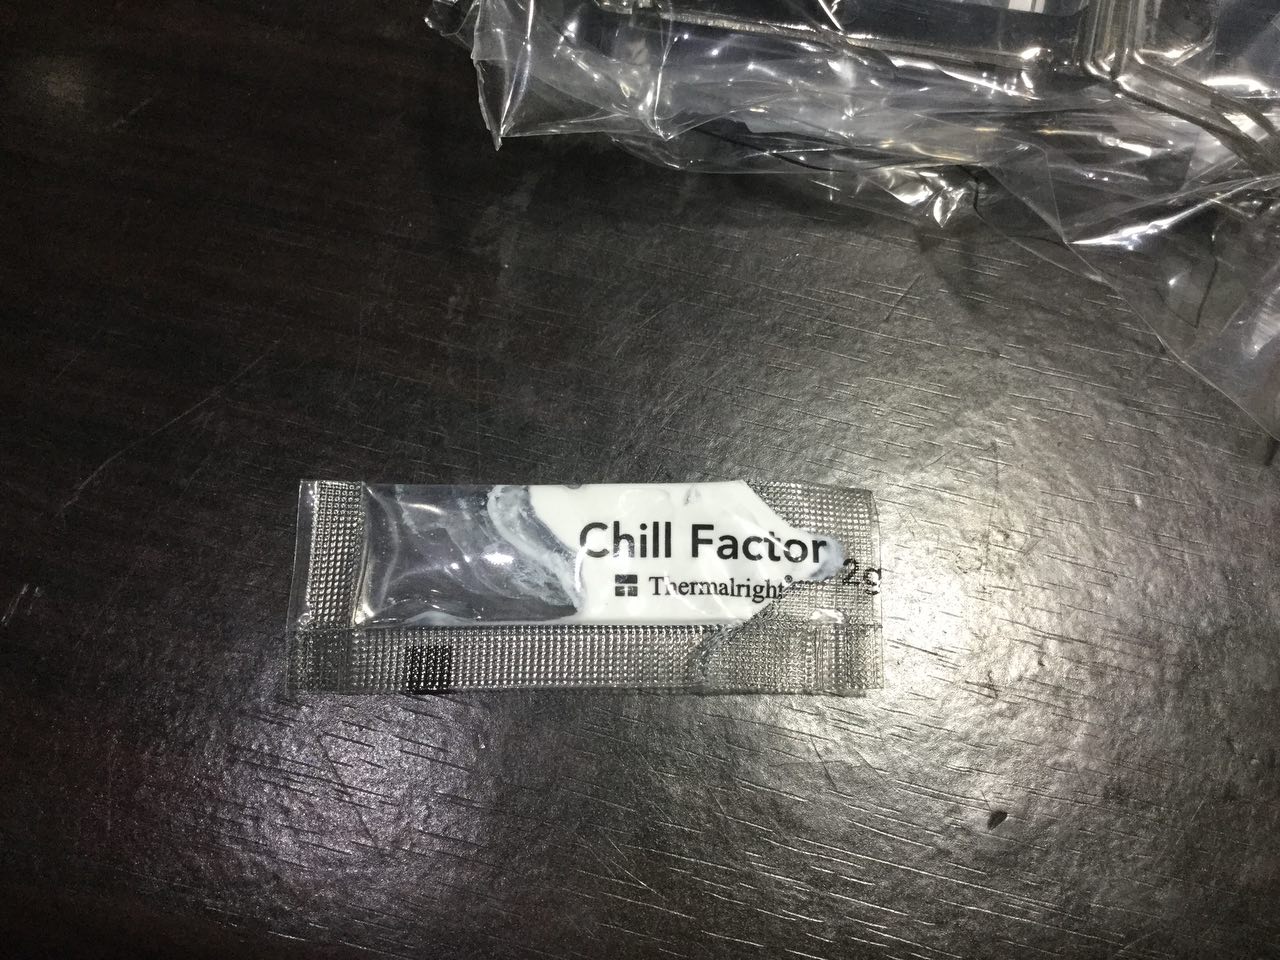 Chill Factor
Thermalright®
2g